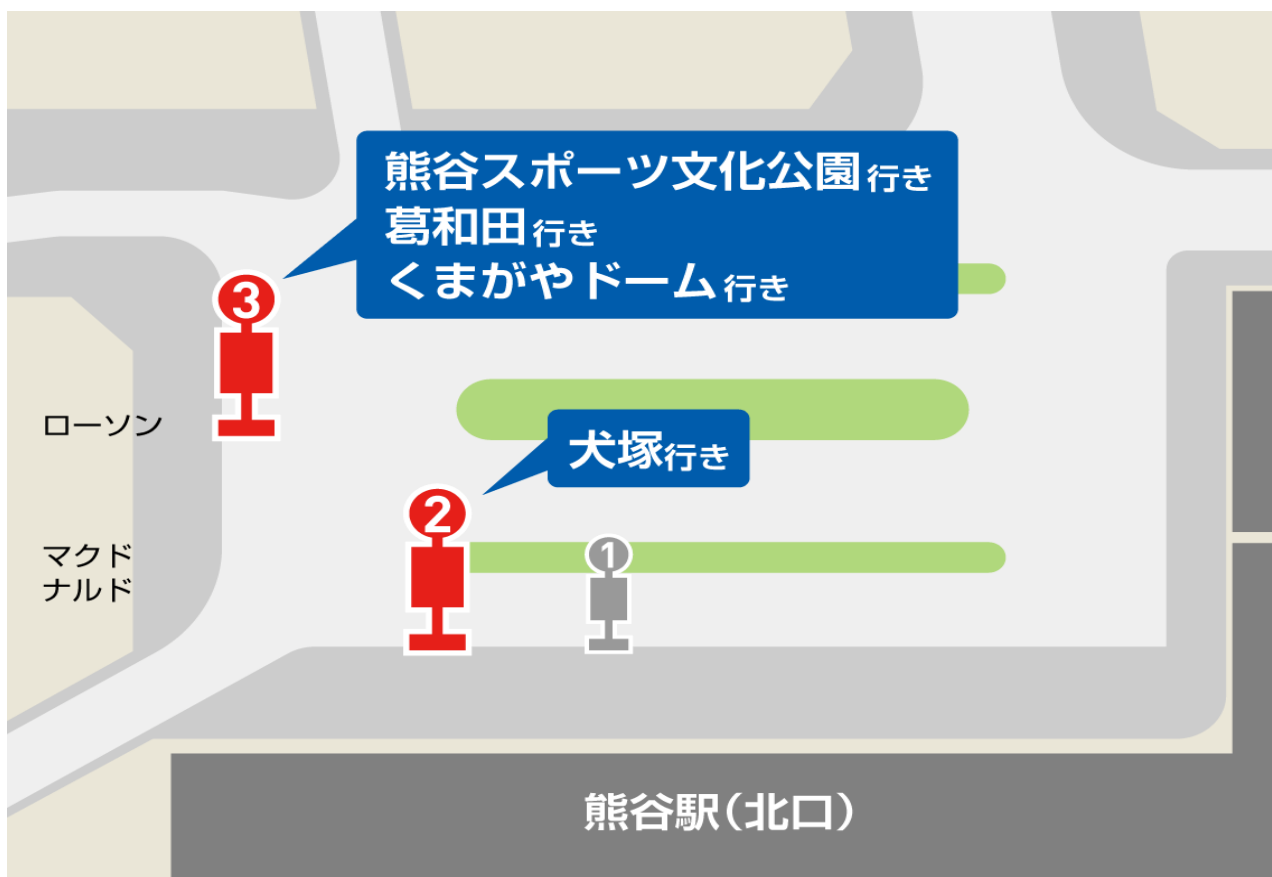 熊谷スポーツ文化公園行き
葛和田行き
くまがやドーム行き
3
ローソン
犬塚行き
2
1
マクド
ナルド
熊谷駅(北口)